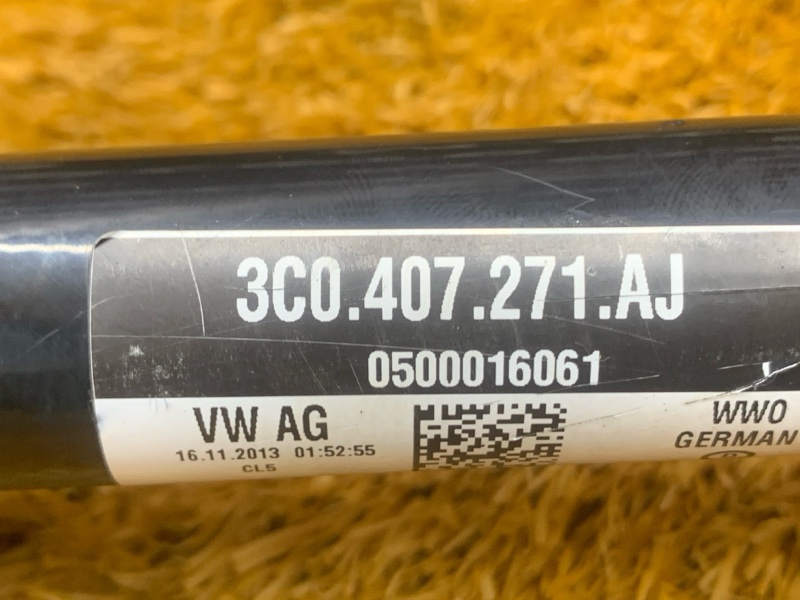 3C0.407.271.AJ
0500016061
VW AG
16.11.2013 01:52:55
CL5
WWO
GERMAN